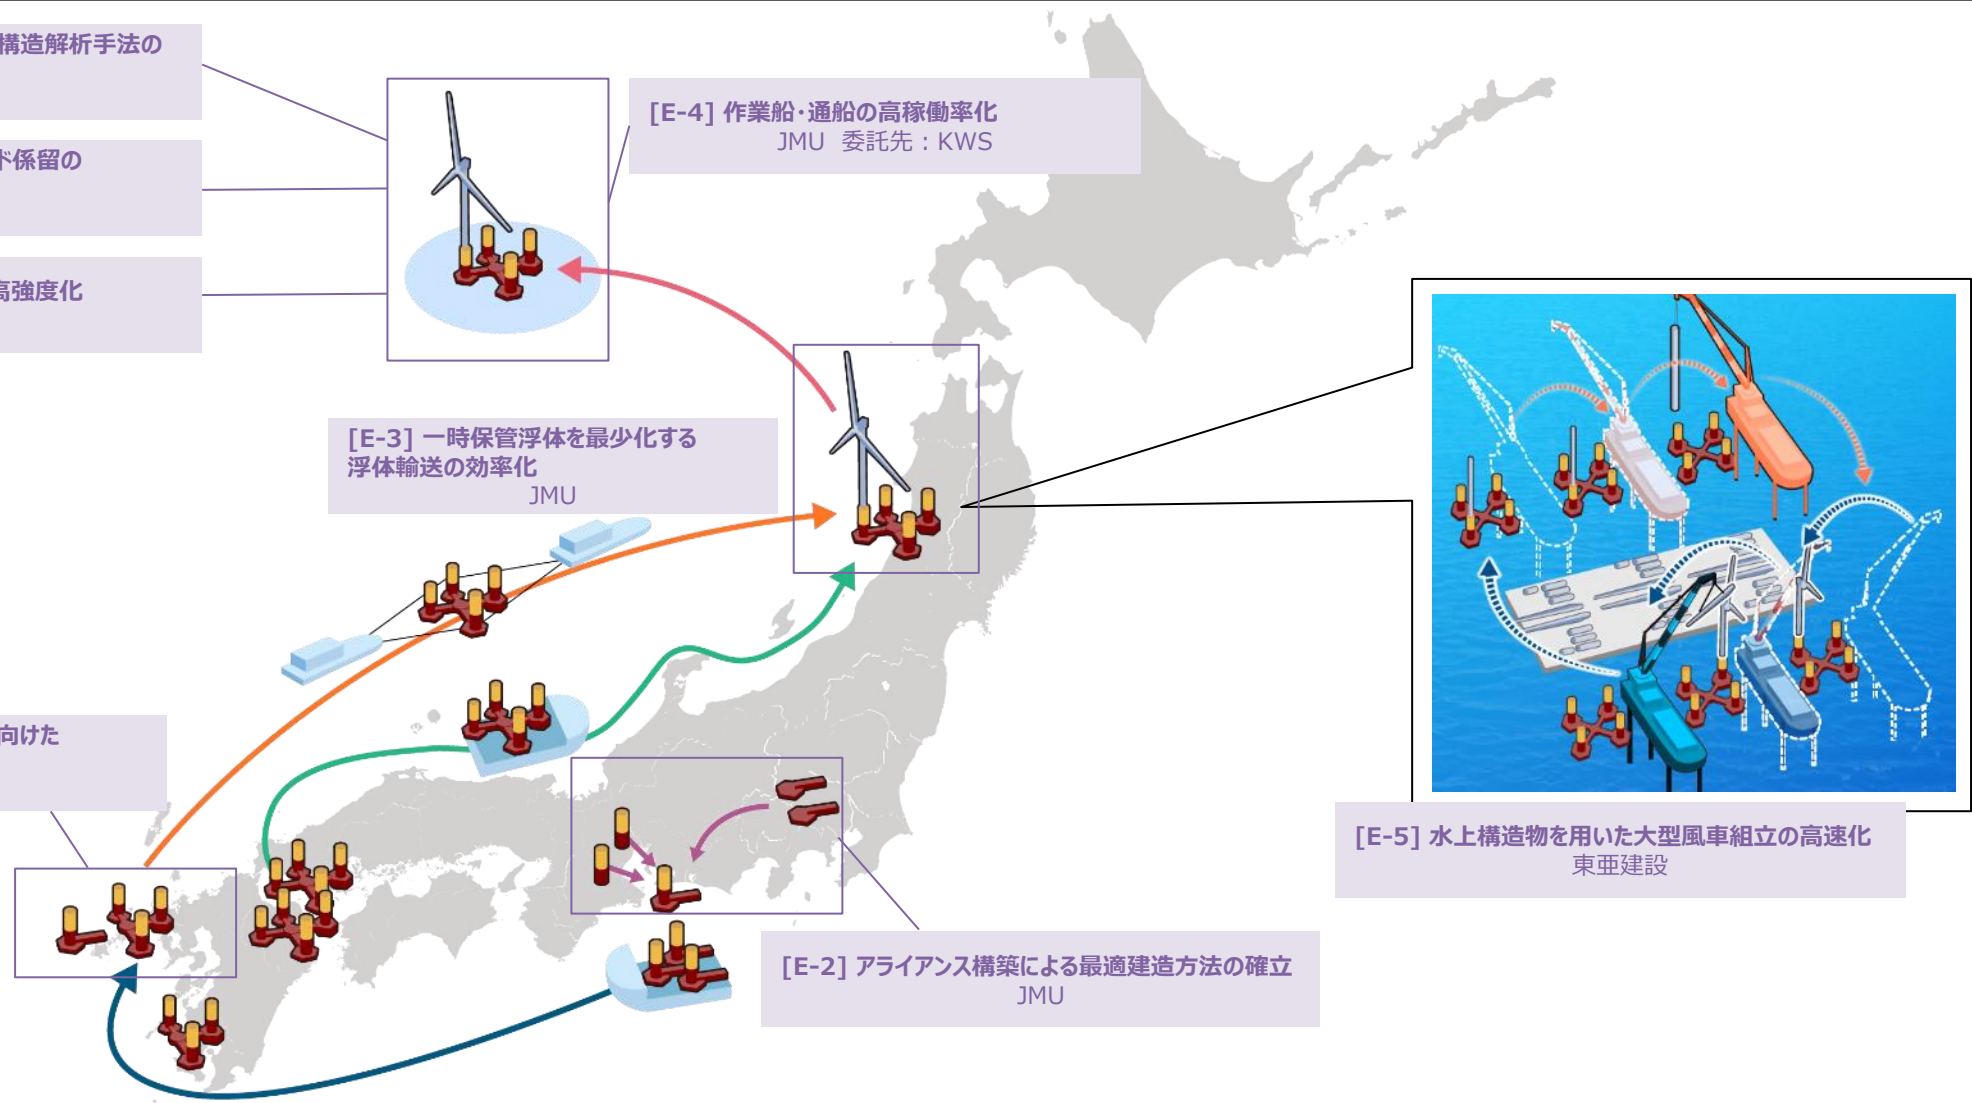 構造解析手法の
ド係留の
高強度化
[E-4] 作業船・通船の高稼働率化
JMU 委託先：KWS
[E-3] 一時保管浮体を最少化する
浮体輸送の効率化
JMU
向けた
[E-5] 水上構造物を用いた大型風車組立の高速化
東亜建設
[E-2] アライアンス構築による最適建造方法の確立
JMU